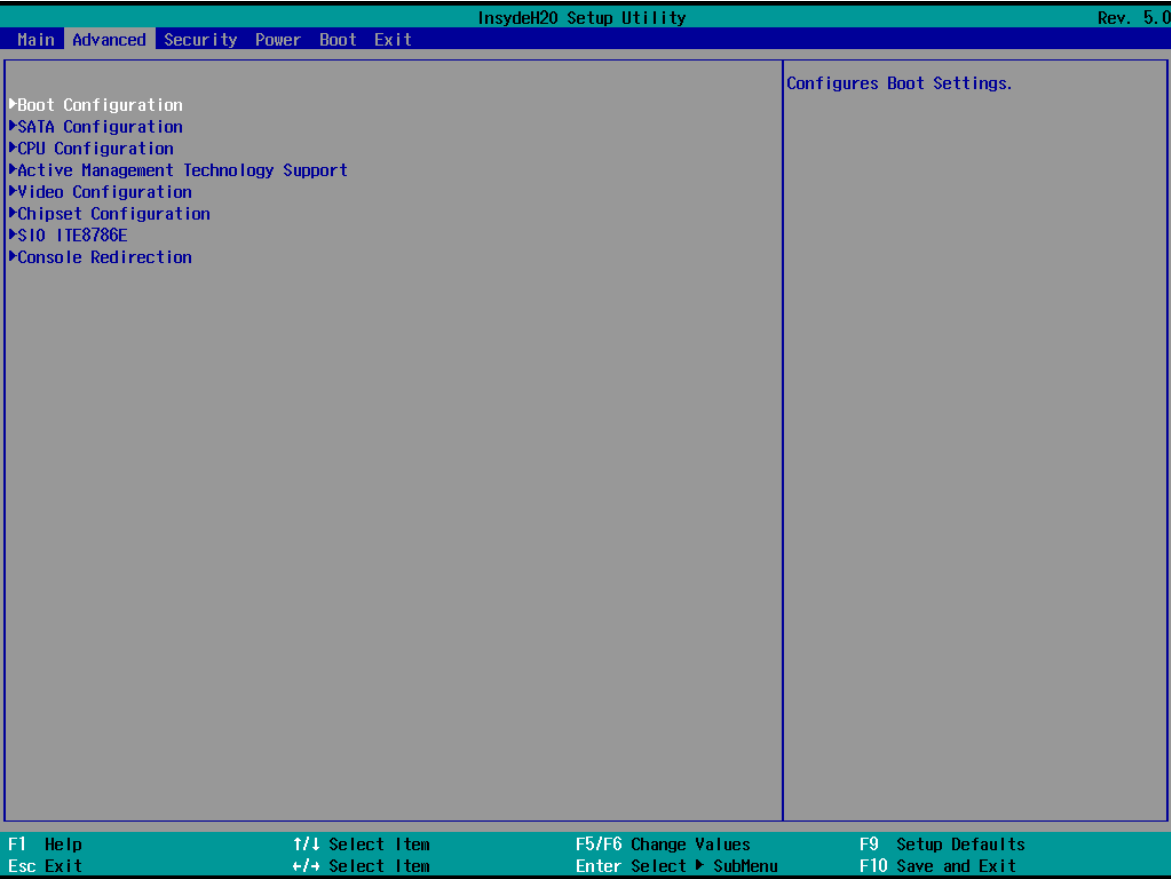 InsydeH20 Setup Utility Rev. 5.0
Main Advanced Security Power Boot Exit
Configures Boot Settings.
▶Boot Configuration
▶SATA Configuration
▶CPU Configuration
▶Active Management Technology Support
▶Video Configuration
▶Chipset Configuration
▶SIO ITE8786E
▶Console Redirection
F1 Help ↑/↓ Select Item F5/F6 Change Values F9 Setup Defaults
Esc Exit ←/→ Select Item Enter Select ▶ SubMenu F10 Save and Exit